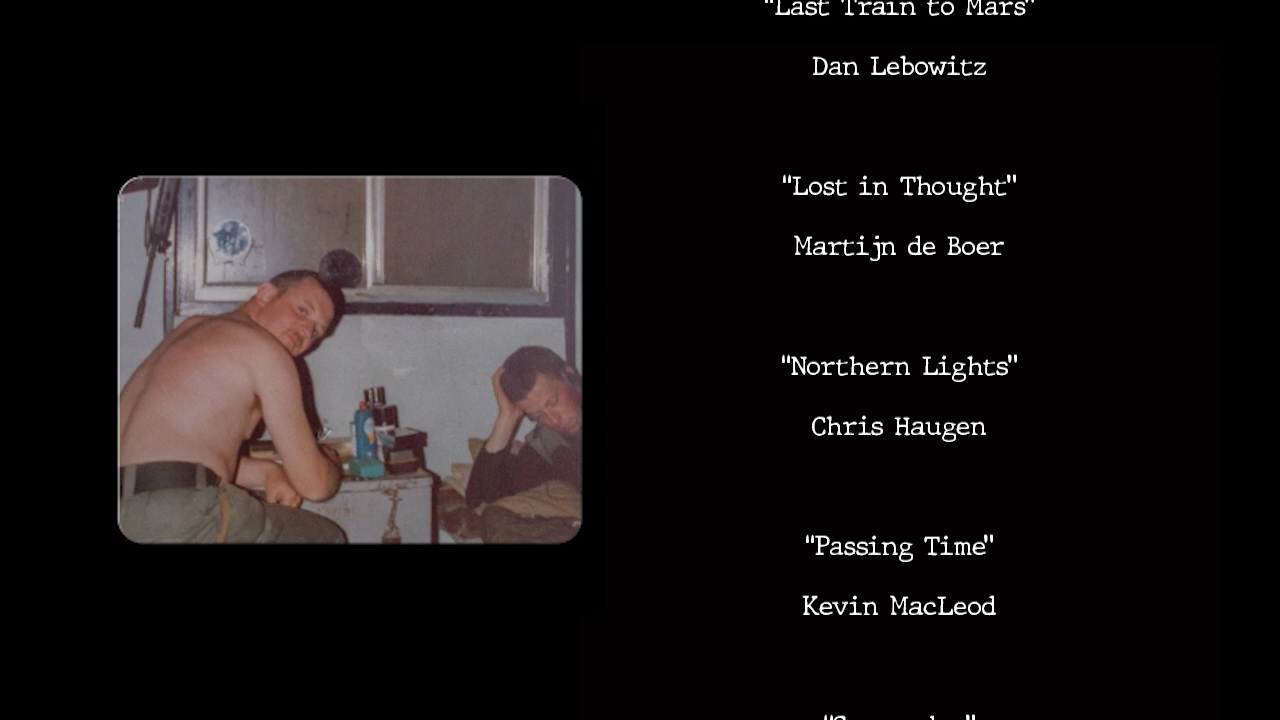 "Last Train to Mars"
Dan Lebowitz
"Lost in Thought"
Martijn de Boer
"Northern Lights"
Chris Haugen
"Passing Time"
Kevin MacLeod